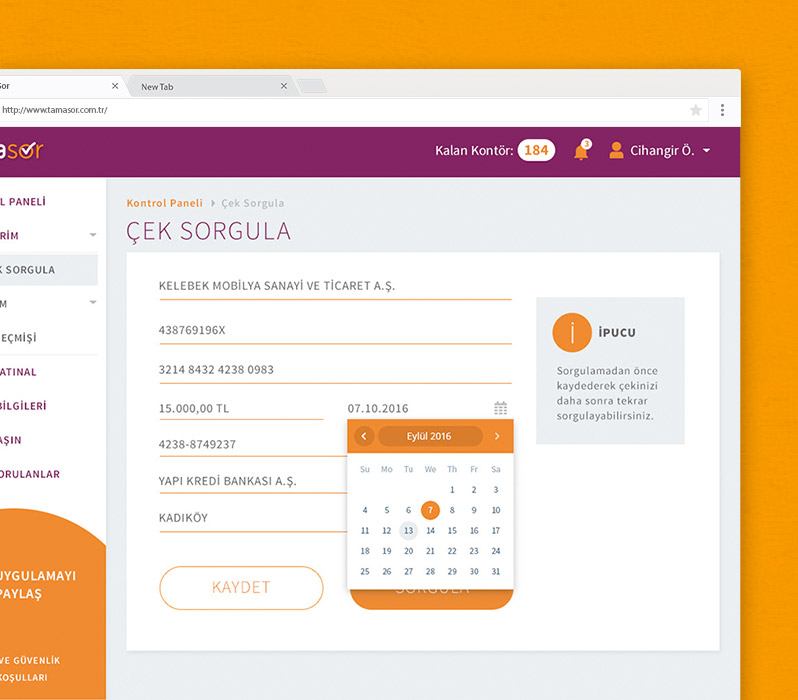 sor
New Tab
http://www.tamasor.com.tr/
sor
Kalan Kontör: 184
3
Cihangir Ö.
L PANELİ
RİM
K SORGULA
M
EÇMİŞİ
ATINAL
BİLGİLERİ
AŞIN
ORULANLAR
UYGULAMAYI
PAYLAŞ
VE GÜVENLİK
KOŞULLARI
Kontrol Paneli
Çek Sorgula
ÇEK SORGULA
KELEBEK MOBİLYA SANAYİ VE TİCARET A.Ş.
438769196X
3214 8432 4238 0983
15.000,00 TL
07.10.2016
4238-8749237
YAPI KREDİ BANKASI A.Ş.
KADIKÖY
Eylül 2016
Su Mo Tu We Th Fr Sa
1 2 3
4 5 6 7 8 9 10
11 12 13 14 15 16 17
18 19 20 21 22 23 24
25 26 27 28 29 30 31
KAYDET
SORGULA
i
İPUCU
Sorgulamadan önce
kaydederek çekinizi
daha sonra tekrar
sorgulayabilirsiniz.